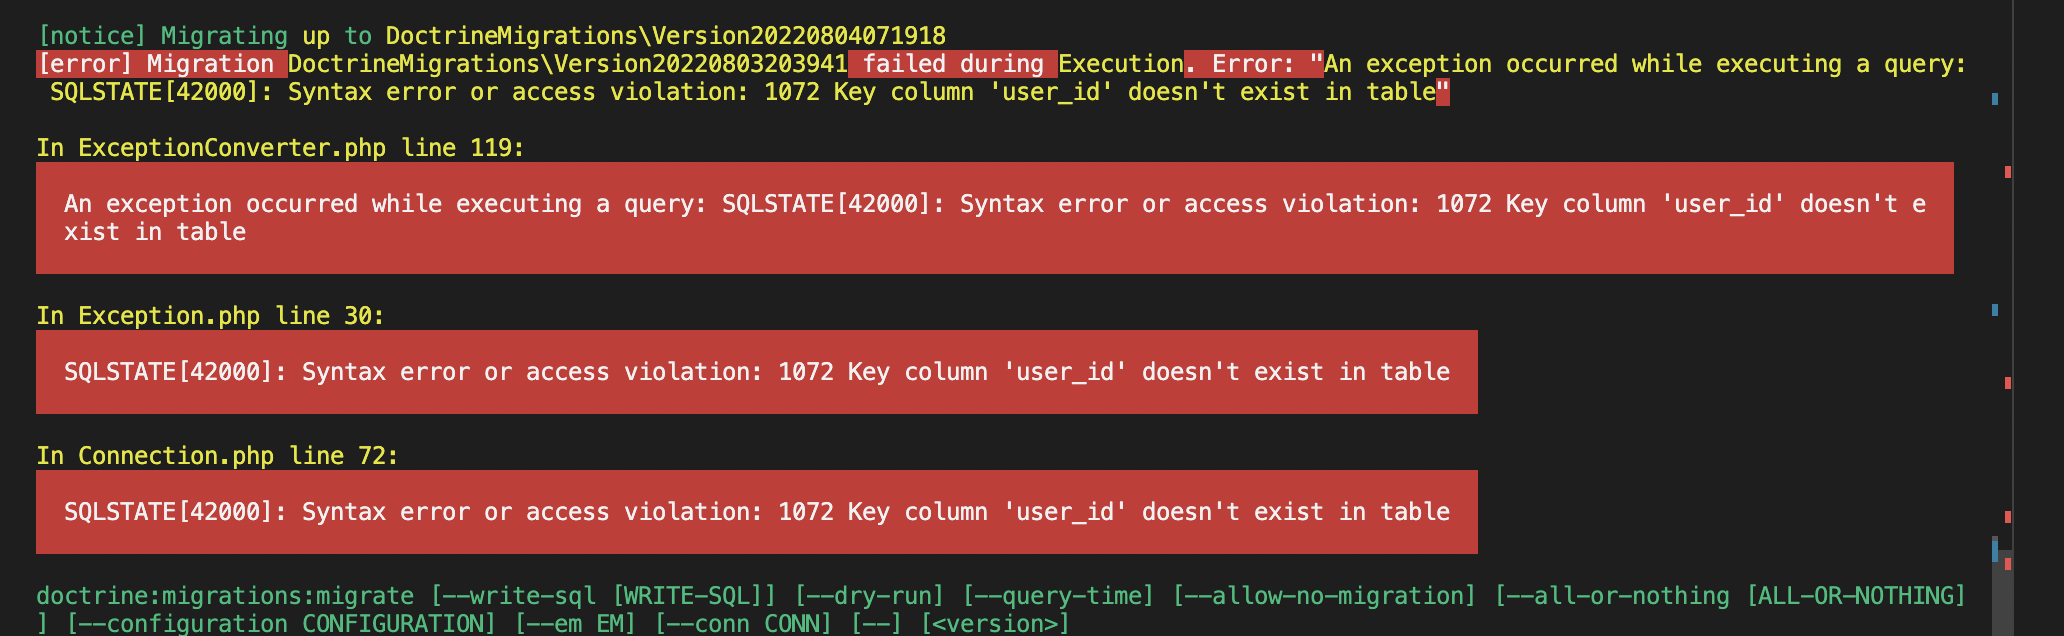 [notice] Migrating up to DoctrineMigrations\Version20220804071918
[error] Migration DoctrineMigrations\Version20220803203941 failed during Execution. Error: "An exception occurred while executing a query:
SQLSTATE[42000]: Syntax error or access violation: 1072 Key column 'user_id' doesn't exist in table"
In ExceptionConverter.php line 119:
An exception occurred while executing a query: SQLSTATE[42000]: Syntax error or access violation: 1072 Key column 'user_id' doesn't e
xist in table
In Exception.php line 30:
SQLSTATE[42000]: Syntax error or access violation: 1072 Key column 'user_id' doesn't exist in table
In Connection.php line 72:
SQLSTATE[42000]: Syntax error or access violation: 1072 Key column 'user_id' doesn't exist in table
doctrine:migrations:migrate [--write-sql [WRITE-SQL]] [--dry-run] [--query-time] [--allow-no-migration] [--all-or-nothing [ALL-OR-NOTHING]
] [--configuration CONFIGURATION] [--em EM] [--conn CONN] [--] [<version>]